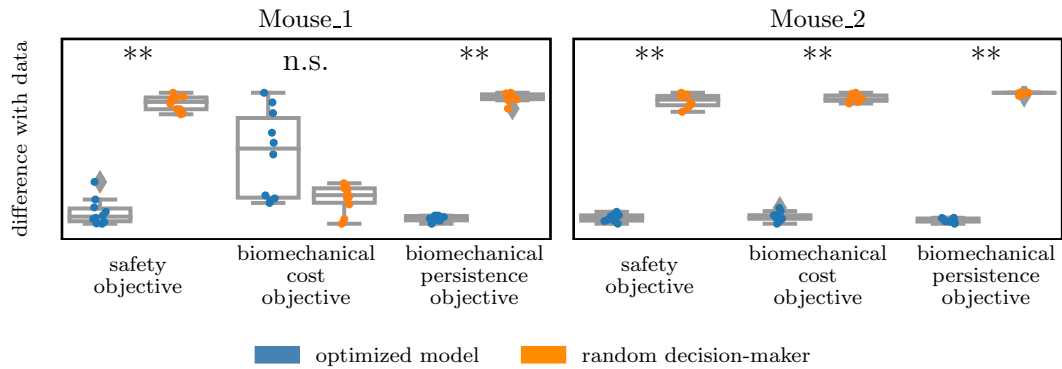 Mouse_1
Mouse_2
difference with data
** n.s. **
** ** **
safety
objective
biomechanical
cost
objective
biomechanical
persistence
objective
safety
objective
biomechanical
cost
objective
biomechanical
persistence
objective
optimized model
random decision-maker